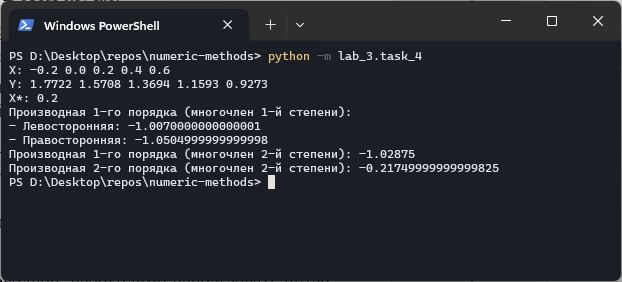 Windows PowerShell
PS D:\Desktop\repos\numeric-methods> python -m lab_3.task_4
X: -0.2 0.0 0.2 0.4 0.6
Y: 1.7722 1.5708 1.3694 1.1593 0.9273
X*: 0.2
Производная 1-го порядка (многочлен 1-й степени):
- Левосторонняя: -1.0070000000000001
- Правосторонняя: -1.0504999999999998
Производная 1-го порядка (многочлен 2-й степени): -1.02875
Производная 2-го порядка (многочлен 2-й степени): -0.21749999999999825
PS D:\Desktop\repos\numeric-methods>